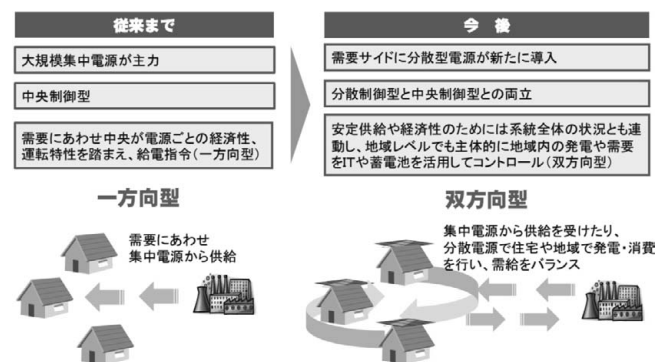 従来まで
大規模集中電源が主力
中央制御型
需要にあわせ中央が電源ごとの経済性、
運転特性を踏まえ、給電指令(一方向型)
一方向型
需要にあわせ
集中電源から供給
今 後
需要サイドに分散型電源が新たに導入
分散制御型と中央制御型との両立
安定供給や経済性のためには系統全体の状況とも連
動し、地域レベルでも主体的に地域内の発電や需要
をITや蓄電池を活用してコントロール(双方向型)
双方向型
集中電源から供給を受けたり、
分散電源で住宅や地域で発電・消費
を行い、需給をバランス